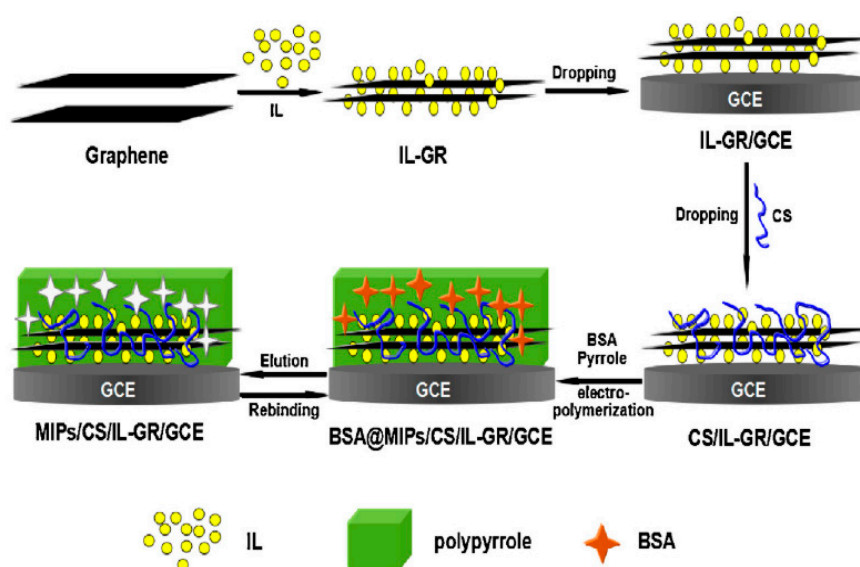 Graphene
IL
IL-GR
Dropping
GCE
IL-GR/GCE
Dropping
CS
GCE
CS/IL-GR/GCE
BSA
Pyrrole
electro-
polymerization
GCE
BSA@MIPs/CS/IL-GR/GCE
Elution
Rebinding
GCE
MIPs/CS/IL-GR/GCE
IL
polypyrrole
BSA